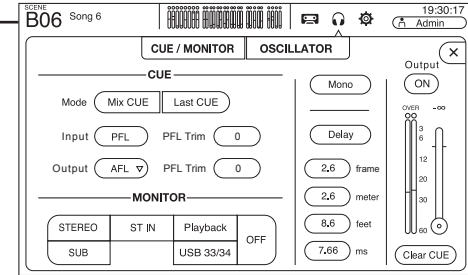 SCENE
B06 Song 6
19:30:17
Admin
CUE / MONITOR
OSCILLATOR
CUE
Mode Mix CUE Last CUE
Input PFL PFL Trim 0
Output AFL PFL Trim 0
MONITOR
STEREO ST IN Playback OFF
SUB USB 33/34
Mono
Delay
2.6 frame
2.6 meter
8.6 feet
7.66 ms
×
Output
ON
OVER -∞
3
6
12
20
30
60
Clear CUE